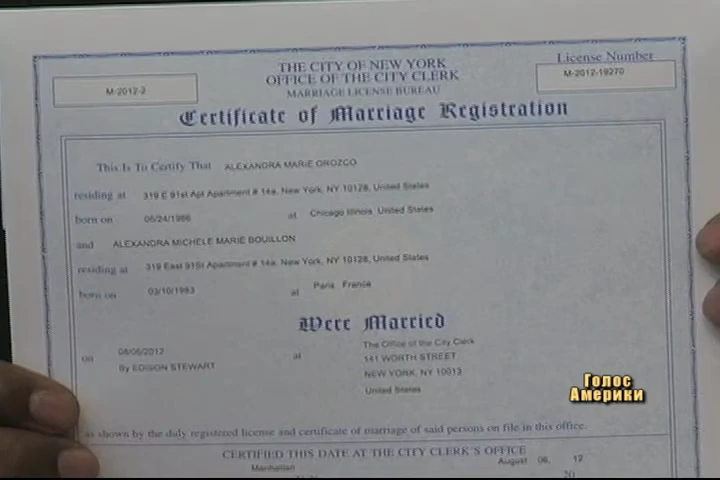 THE CITY OF NEW YORK
OFFICE OF THE CITY CLERK
MARRIAGE LICENSE BUREAU
License Number
M-2012-2
M-2012-19270
Certificate of Marriage Registration
This Is To Certify That ALEXANDRA MARIE OROZCO
residing at 319 E 91st Apt Apartment # 14a, New York, NY 10128, United States
born on 06/24/1986 at Chicago Illinois United States
and ALEXANDRA MICHELE MARIE BOUILLON
residing at 319 East 91St Apartment # 14a, New York, NY 10128, United States
born on 03/10/1983 at Paris France
Were Married
on 08/06/2012 at The Office of the City Clerk
By EDISON STEWART 141 WORTH STREET
NEW YORK, NY 10013
United States
Голос
Америки
as shown by the duly registered license and certificate of marriage of said persons on file in this office.
CERTIFIED THIS DATE AT THE CITY CLERK'S OFFICE
Manhattan August 06, 12
20